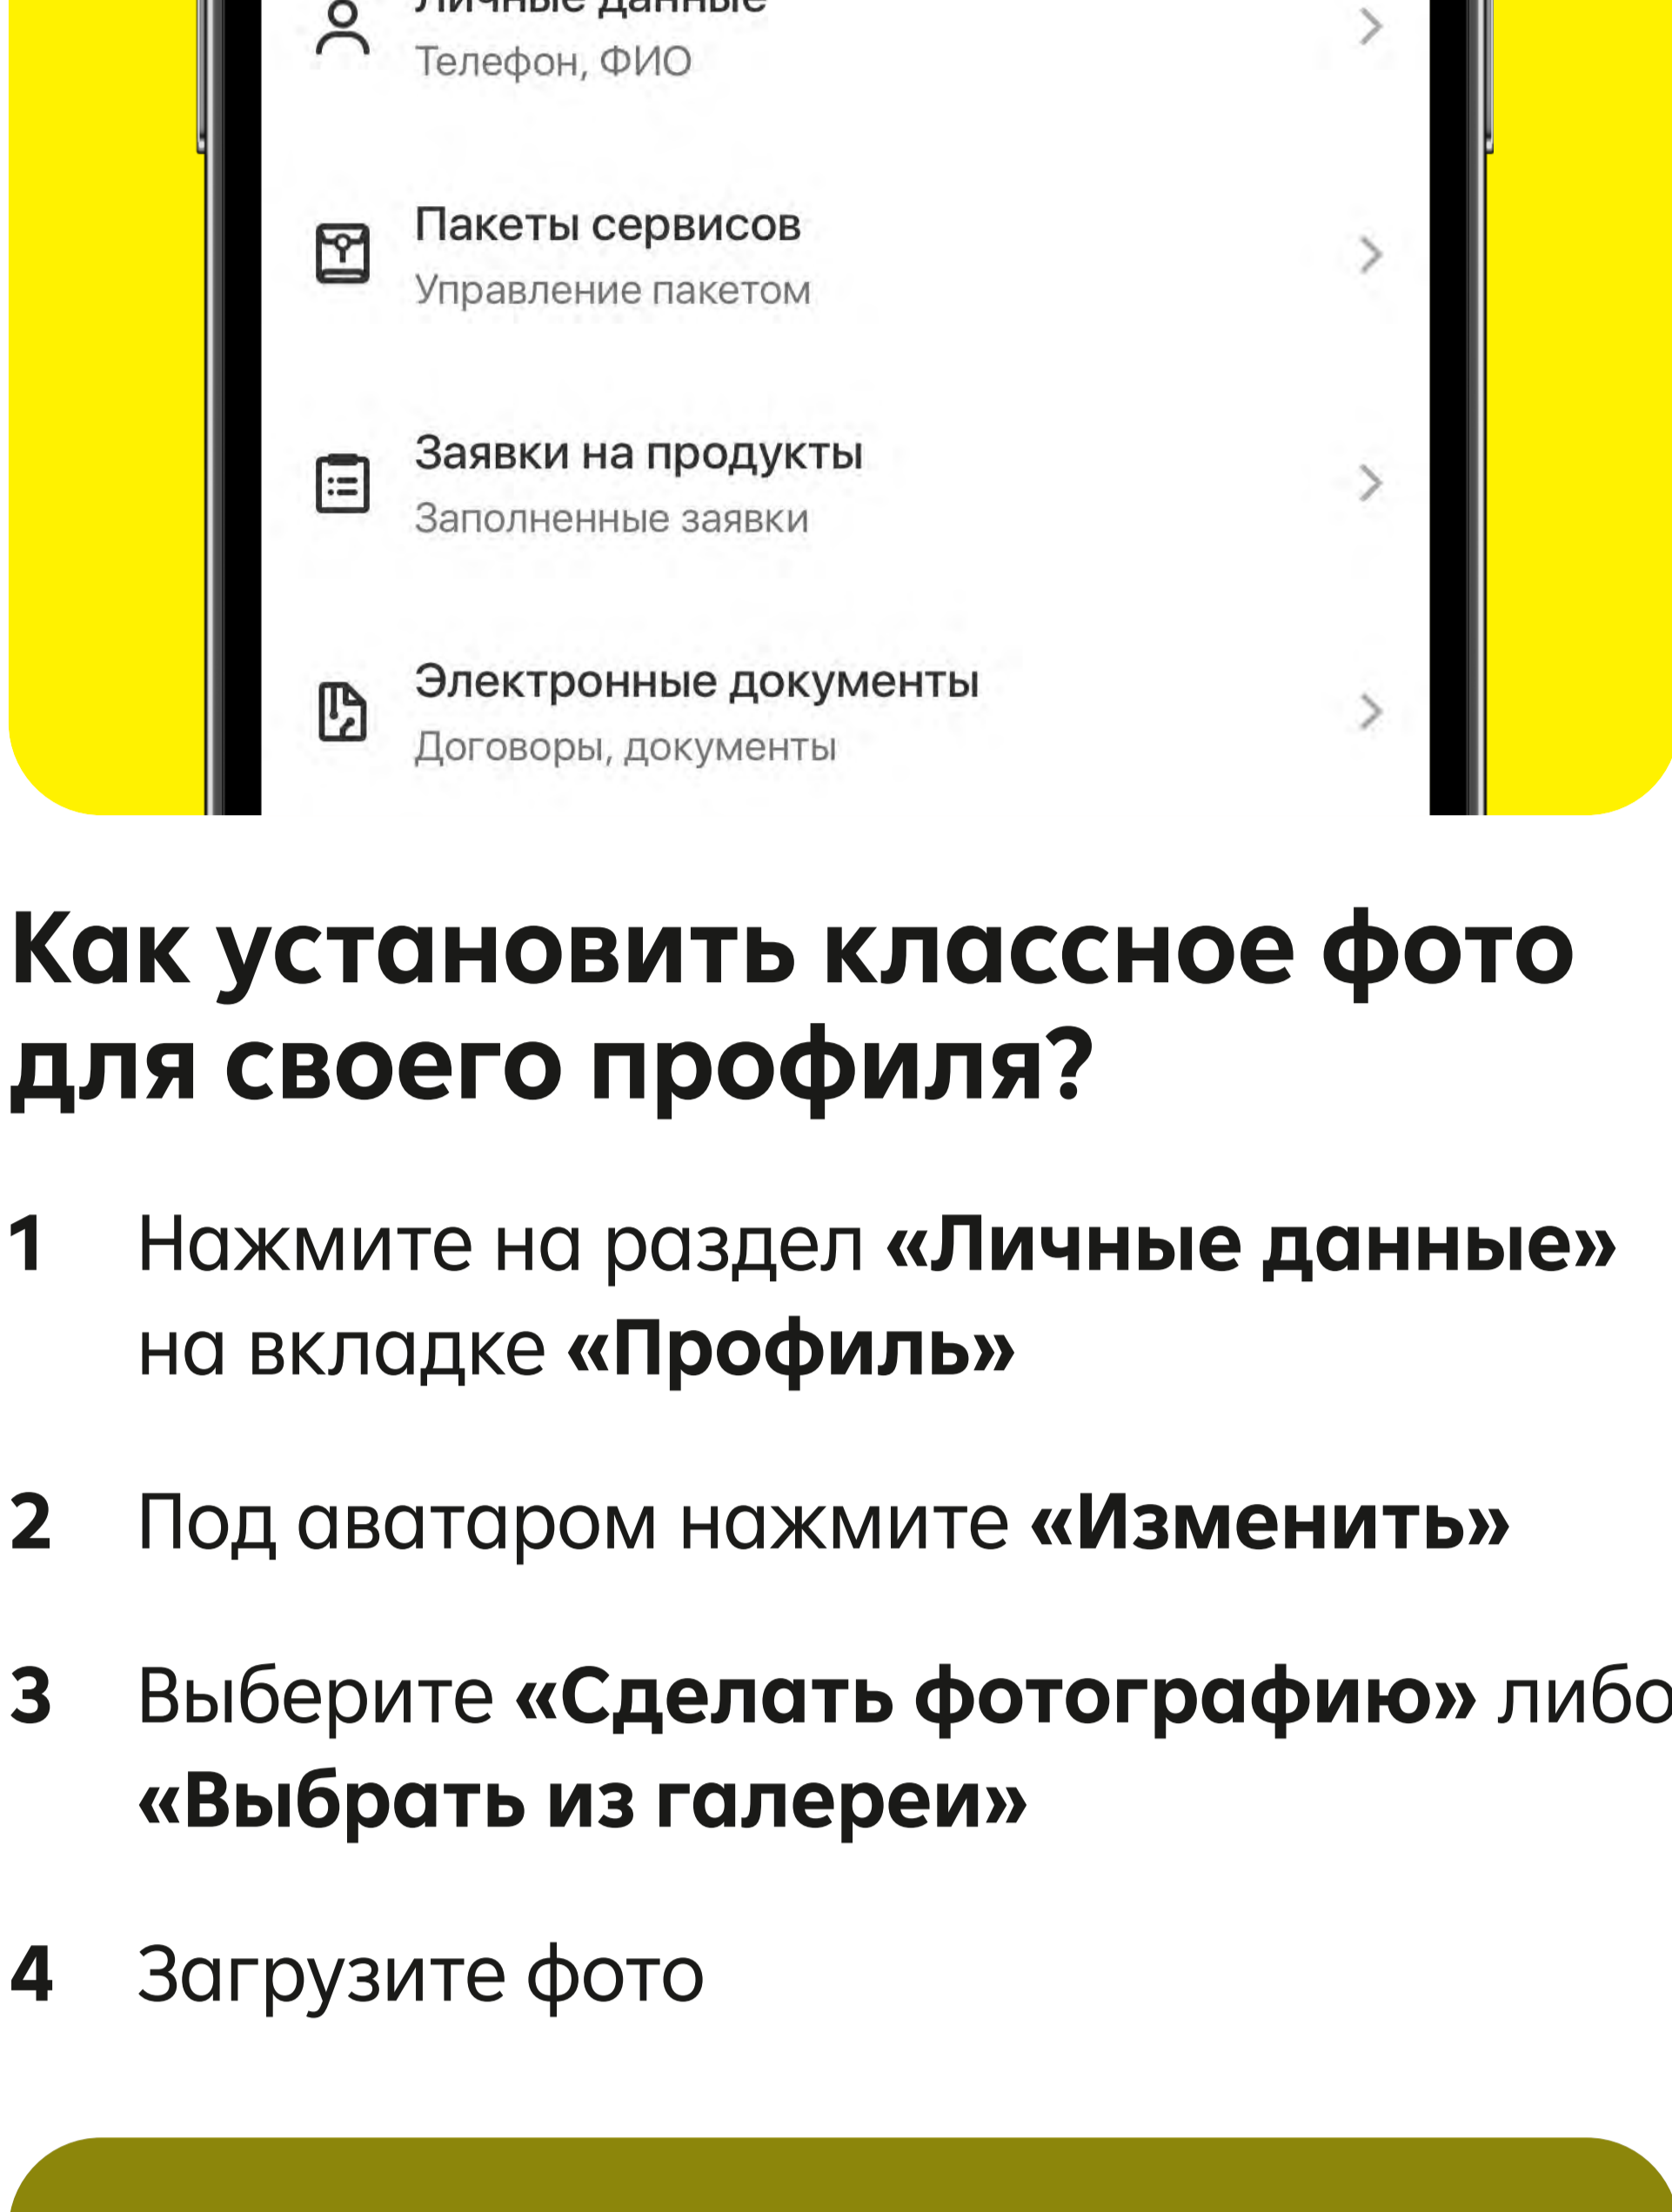 Личные данные
Телефон, ФИО
Пакеты сервисов
Управление пакетом
Заявки на продукты
Заполненные заявки
Электронные документы
Договоры, документы
Как установить классное фото
для своего профиля?
1 Нажмите на раздел «Личные данные»
на вкладке «Профиль»
2 Под аватаром нажмите «Изменить»
3 Выберите «Сделать фотографию» либо
«Выбрать из галереи»
4 Загрузите фото